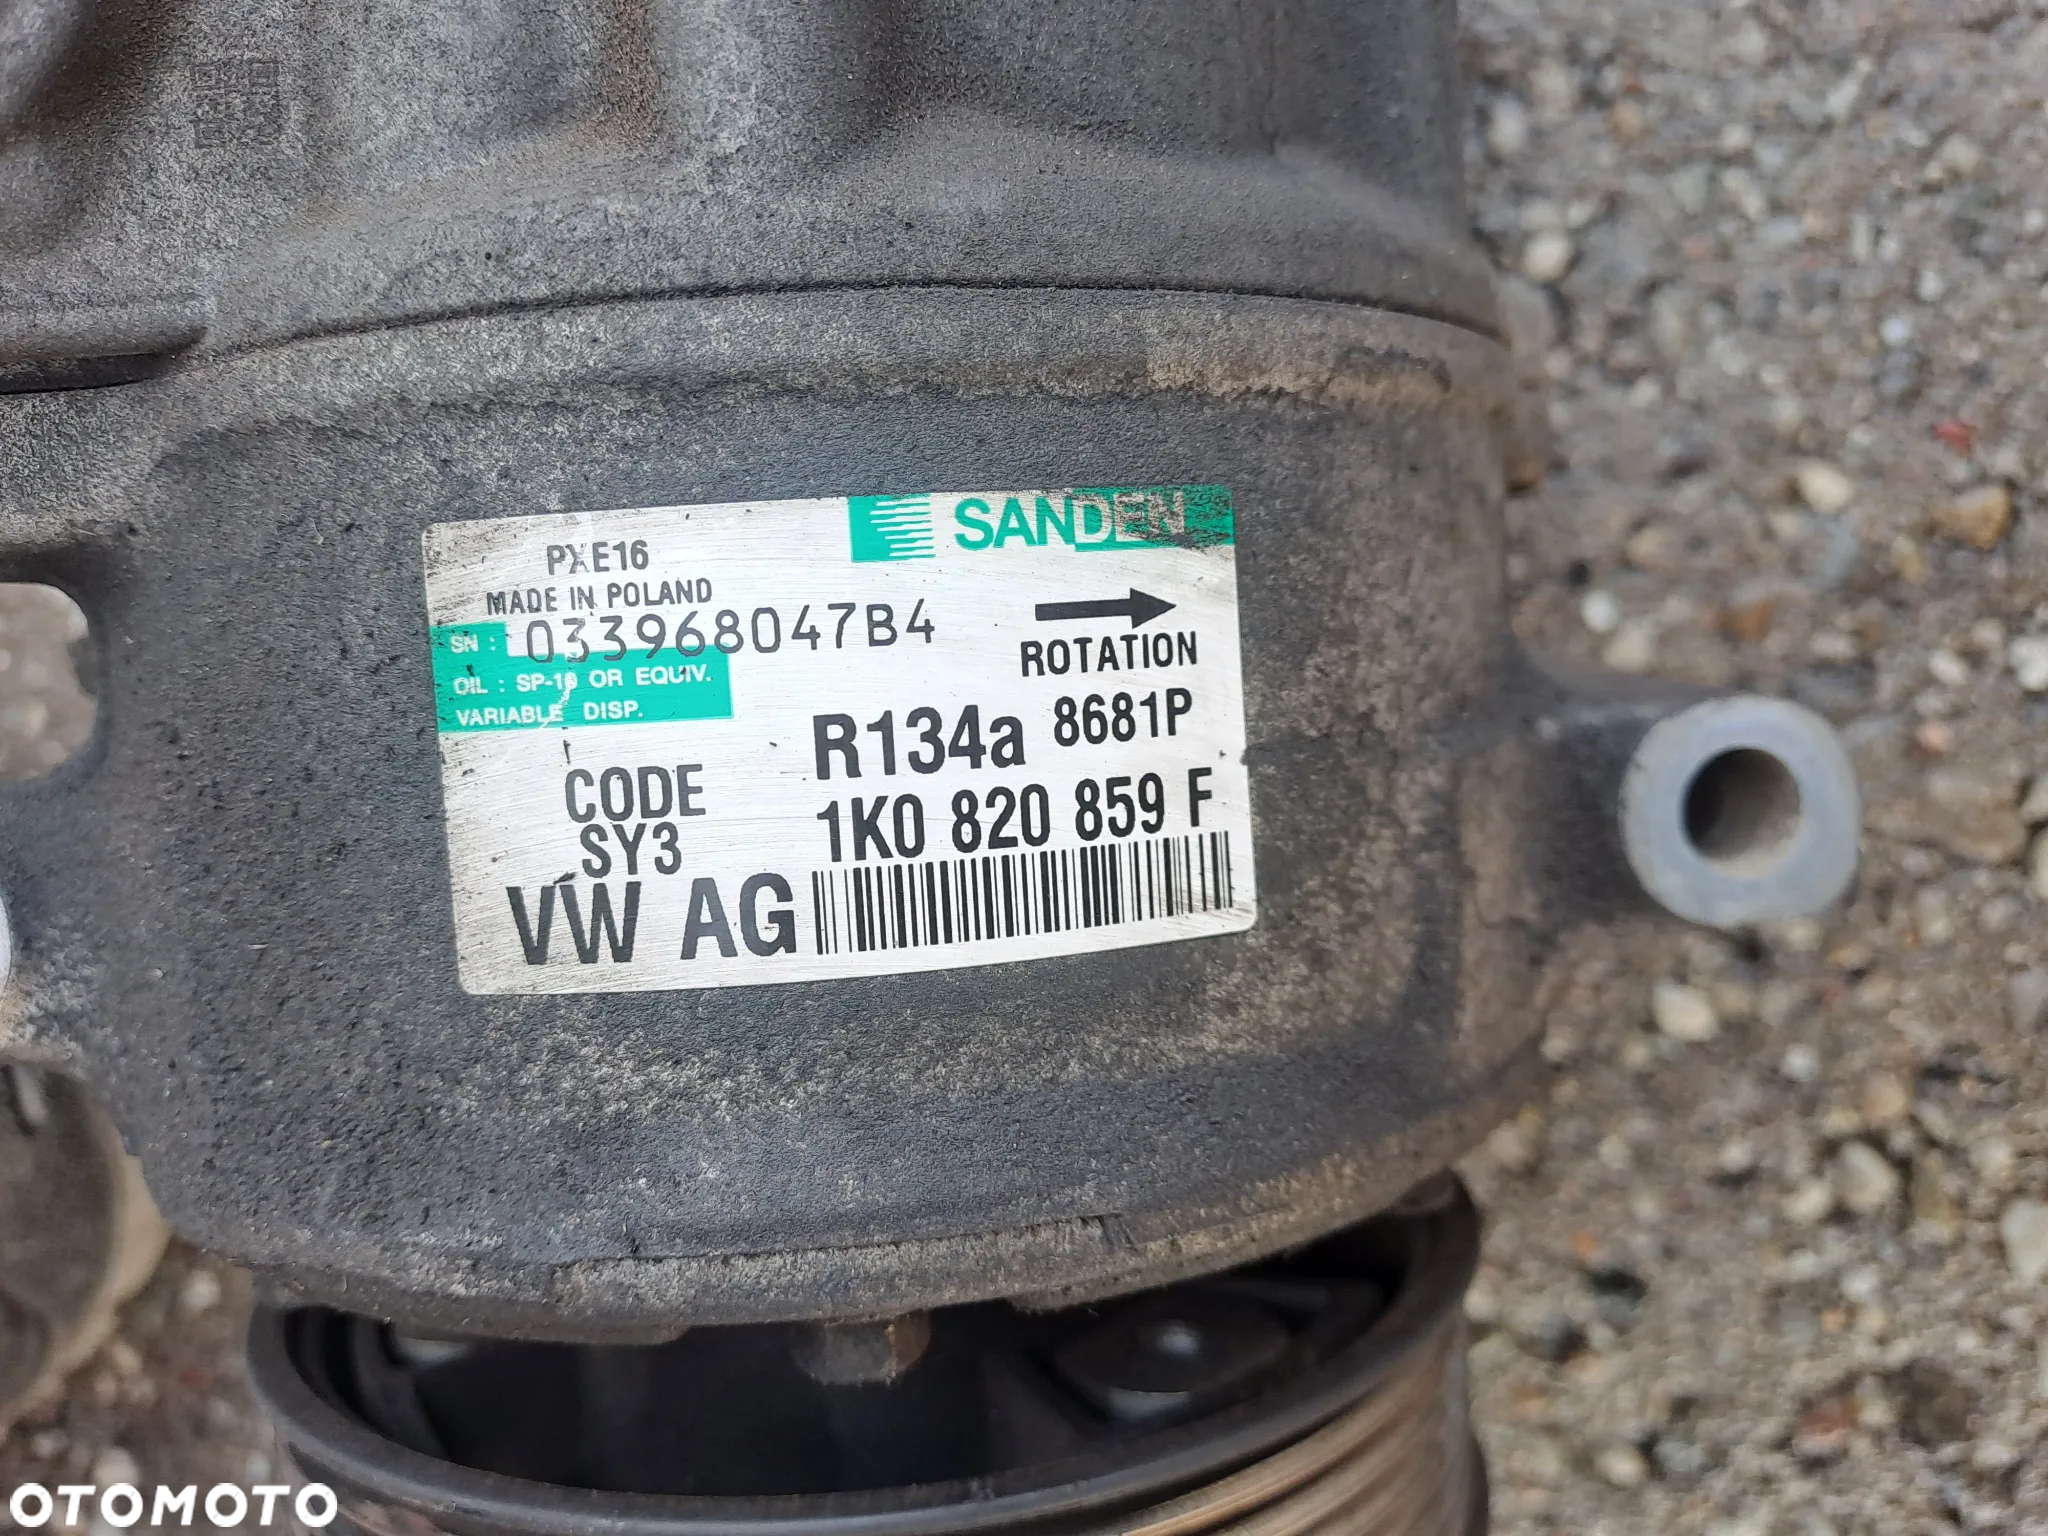 SANDEN
PXE16
MADE IN POLAND
SN : 033968047B4
ROTATION
OIL : SP-10 OR EQUIV.
VARIABLE DISP.
R134a 8681P
CODE
SY3
1K0 820 859 F
VW AG
OTOMOTO